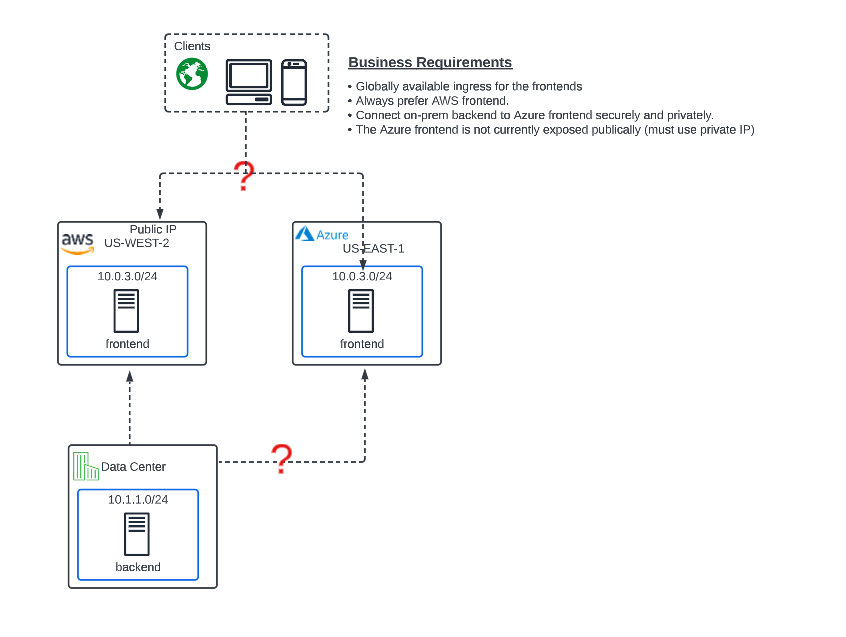 Clients
Business Requirements
• Globally available ingress for the frontends
• Always prefer AWS frontend.
• Connect on-prem backend to Azure frontend securely and privately.
• The Azure frontend is not currently exposed publically (must use private IP)
?
aws
Public IP
US-WEST-2
10.0.3.0/24
frontend
Azure
US-EAST-1
10.0.3.0/24
frontend
?
Data Center
10.1.1.0/24
backend